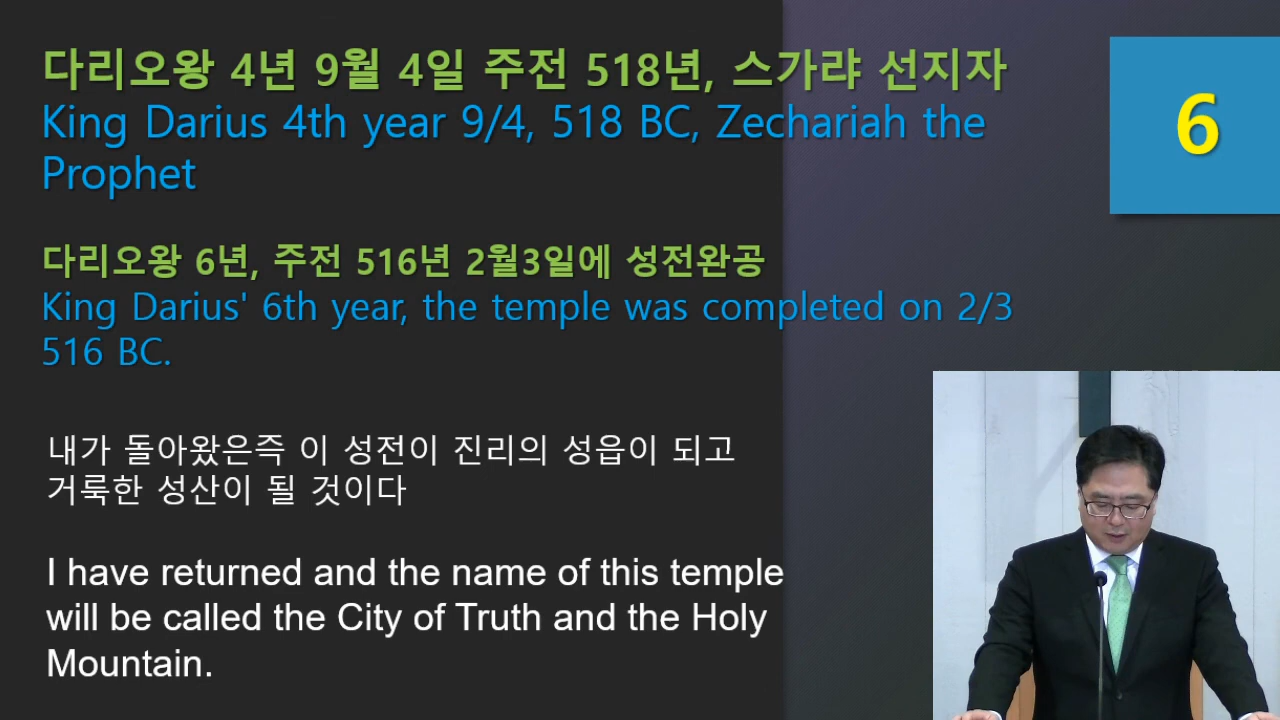 다리오왕 4년 9월 4일 주전 518년, 스가랴 선지자
King Darius 4th year 9/4, 518 BC, Zechariah the
Prophet
6
다리오왕 6년, 주전 516년 2월3일에 성전완공
King Darius' 6th year, the temple was completed on 2/3
516 BC.
내가 돌아왔은즉 이 성전이 진리의 성읍이 되고
거룩한 성산이 될 것이다
I have returned and the name of this temple
will be called the City of Truth and the Holy
Mountain.